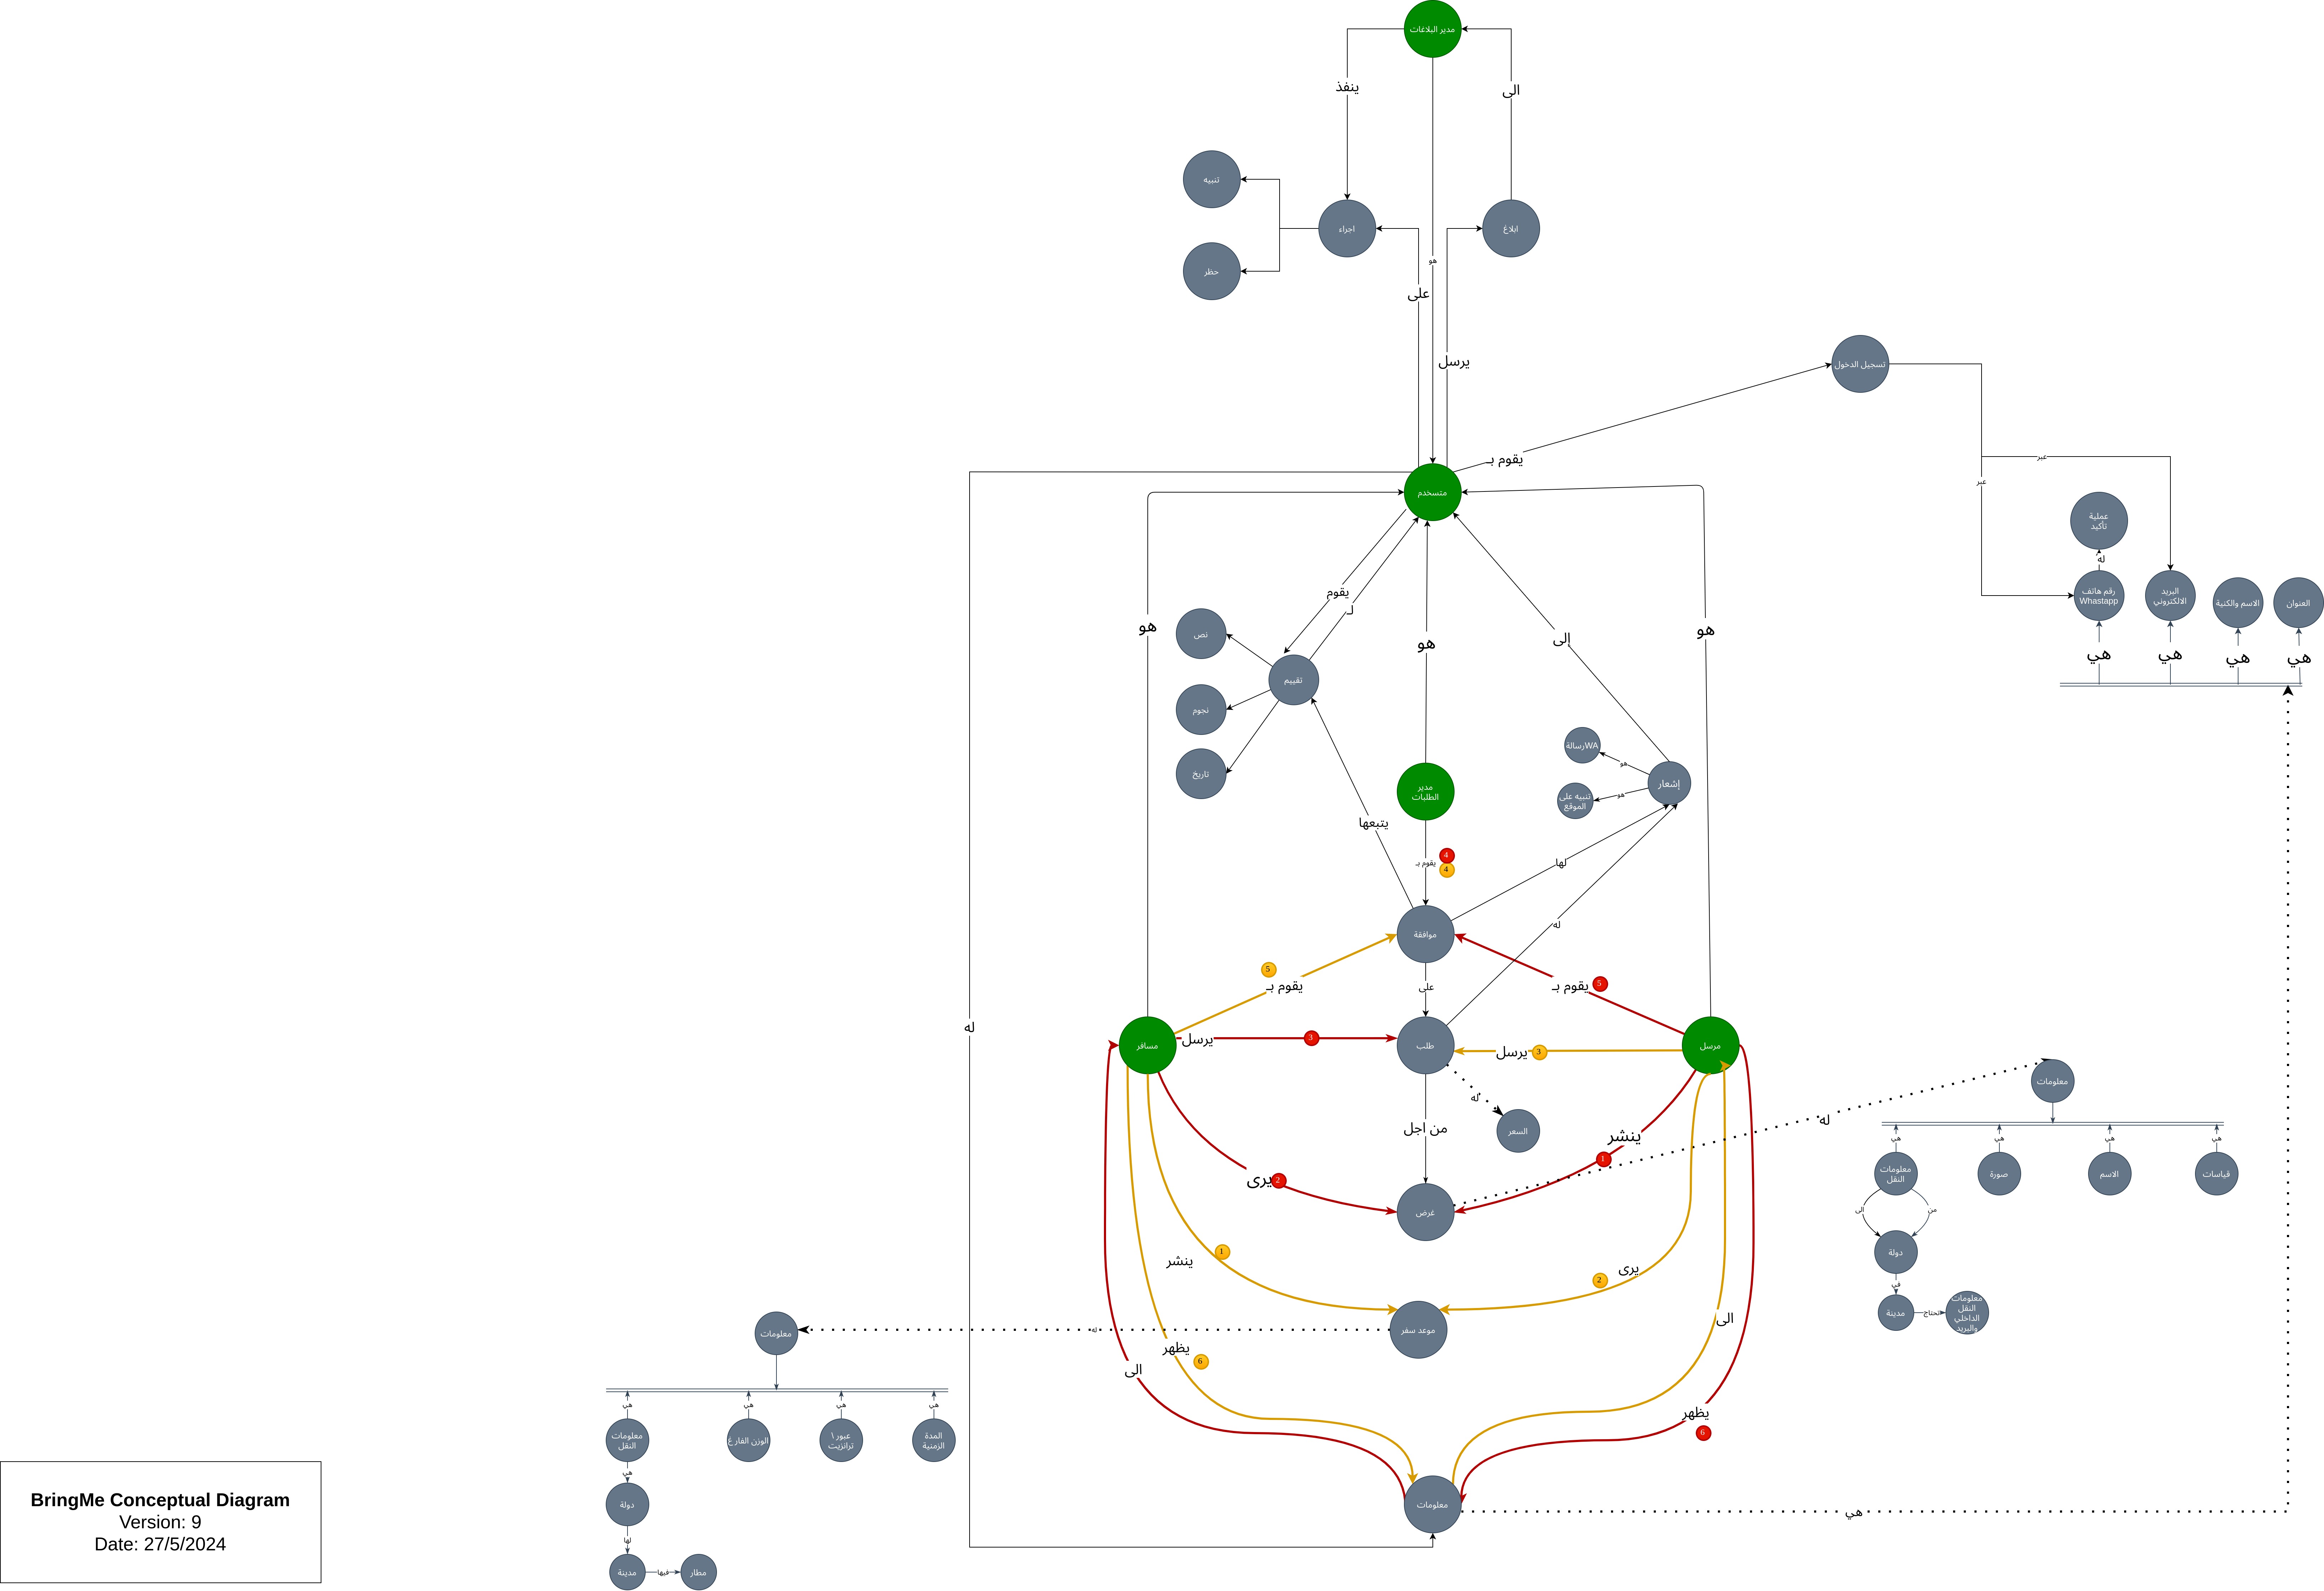 مدير البلاغات
ينفذ
الى
تنبيه
اجراء
ابلاغ
حظر
هو
على
يرسل
تسجيل الدخول
يقوم بـ
عبر
عبر
متسخدم
عملية
تأكيد
له
رقم هاتف
Whastapp
البريد
الالكتروني
الاسم والكنية
العنوان
هي
هي
هي
هي
يقوم
لـ
هو
هو
هو
الى
نص
تقييم
نجوم
تاريخ
رسالةWA
هو
إشعار
تنبيه على
الموقع
هو
مدير
الطلبات
يتبعها
يقوم بـ
4
4
لها
موافقة
له
5
يقوم بـ
على
يقوم بـ
5
له
مسافر
يرسل
3
طلب
يرسل
3
مرسل
له
السعر
من اجل
ينشر
1
يرى
2
غرض
له
معلومات
هي
هي
هي
هي
معلومات
النقل
صورة
الاسم
قياسات
الى
من
دولة
في
مدينة
تحتاج
معلومات
النقل
الداخلي
والبريد
ينشر
1
يرى
2
موعد سفر
له
معلومات
يظهر
6
الى
الى
هي
هي
هي
هي
معلومات
النقل
الوزن الفارغ
عبور \
ترانزيت
المدة
الزمنية
هي
دولة
لها
مدينة
فيها
مطار
يظهر
6
معلومات
هي
BringMe Conceptual Diagram
Version: 9
Date: 27/5/2024